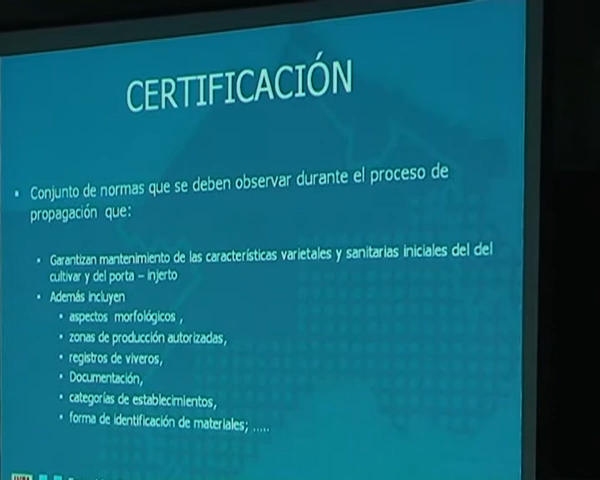 CERTIFICACIÓN
▪ Conjunto de normas que se deben observar durante el proceso de
propagación que:
▪ Garantizan mantenimiento de las características varietales y sanitarias iniciales del del
cultivar y del porta – injerto
▪ Además incluyen
▪ aspectos morfológicos ,
▪ zonas de producción autorizadas,
▪ registros de viveros,
▪ Documentación,
▪ categorías de establecimientos,
▪ forma de identificación de materiales; .....